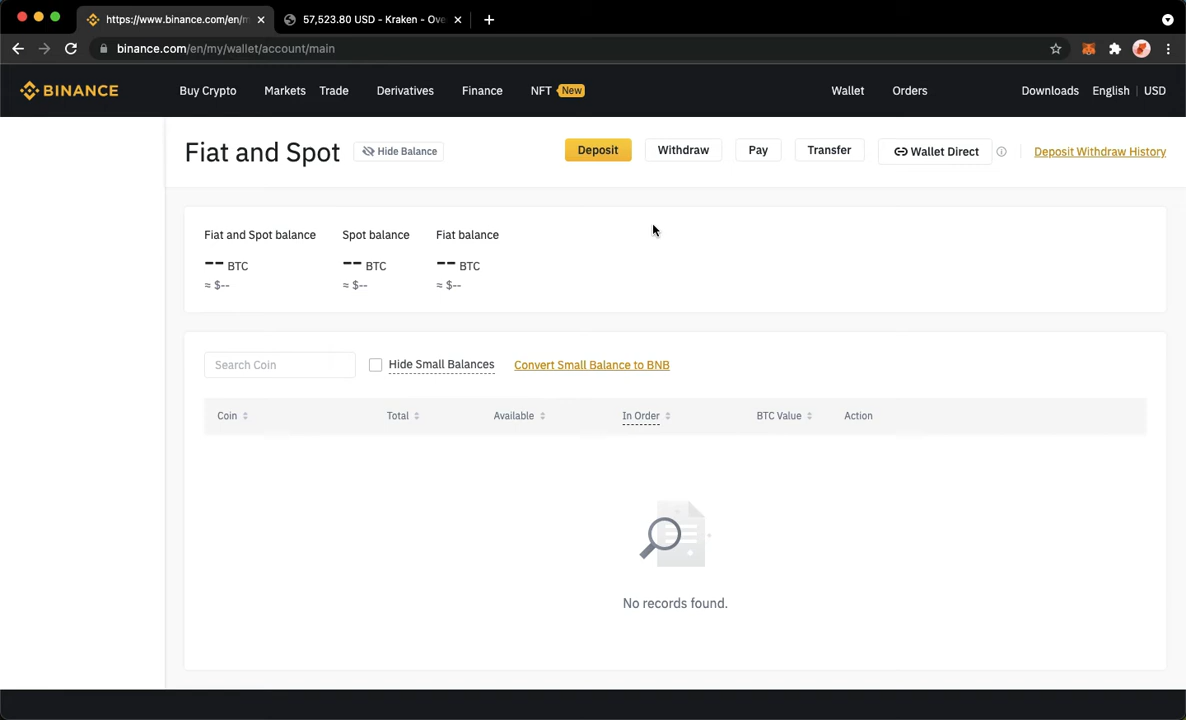 https://www.binance.com/en/m
57,523.80 USD - Kraken - Ove
binance.com/en/my/wallet/account/main
BINANCE Buy Crypto Markets Trade Derivatives Finance NFT New Wallet Orders Downloads English | USD
Fiat and Spot Hide Balance Deposit Withdraw Pay Transfer Wallet Direct Deposit Withdraw History
Fiat and Spot balance Spot balance Fiat balance
-- BTC -- BTC -- BTC
≈ $-- ≈ $-- ≈ $--
Search Coin Hide Small Balances Convert Small Balance to BNB
Coin Total Available In Order BTC Value Action
No records found.